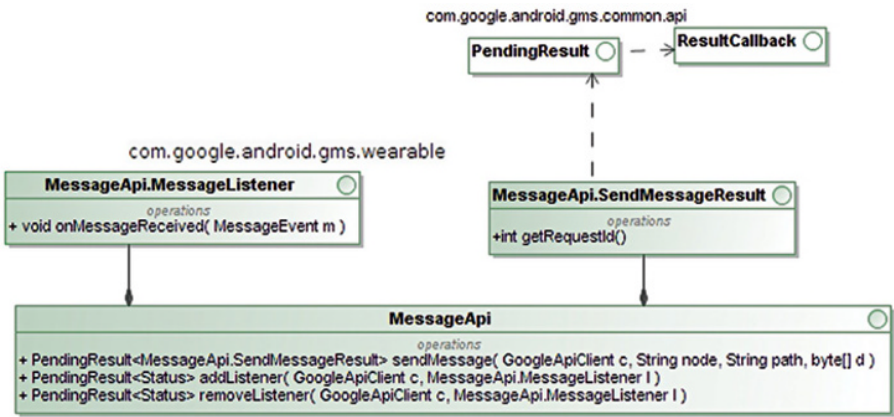 com.google.android.gms.common.api
PendingResult
ResultCallback
com.google.android.gms.wearable
MessageApi.MessageListener
operations
+ void onMessageReceived( MessageEvent m )
MessageApi.SendMessageResult
operations
+int getRequestId()
MessageApi
operations
+ PendingResult<MessageApi.SendMessageResult> sendMessage( GoogleApiClient c, String node, String path, byte[] d )
+ PendingResult<Status> addListener( GoogleApiClient c, MessageApi.MessageListener l )
+ PendingResult<Status> removeListener( GoogleApiClient c, MessageApi.MessageListener l )